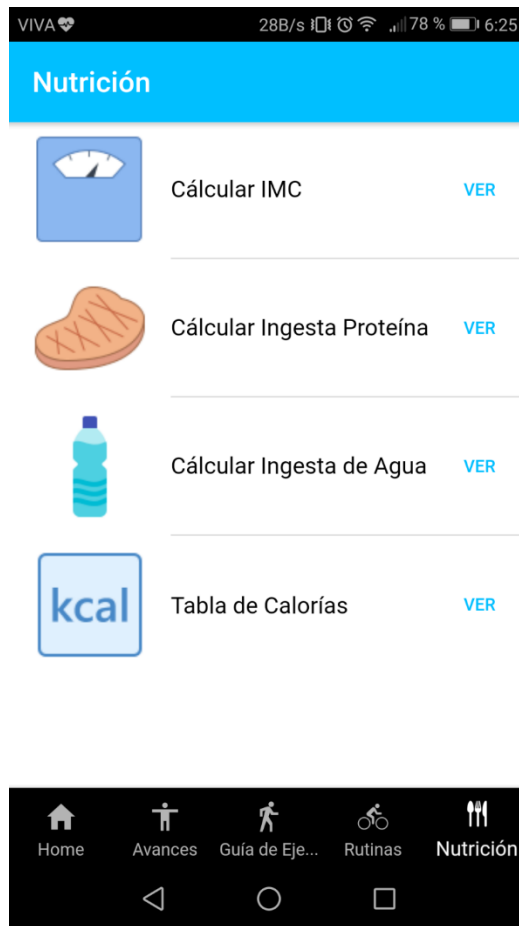 VIVA 28B/s 78 % 6:25
Nutrición
Cálcular IMC VER
Cálcular Ingesta Proteína VER
Cálcular Ingesta de Agua VER
kcal Tabla de Calorías VER
Home Avances Guía de Eje... Rutinas Nutrición